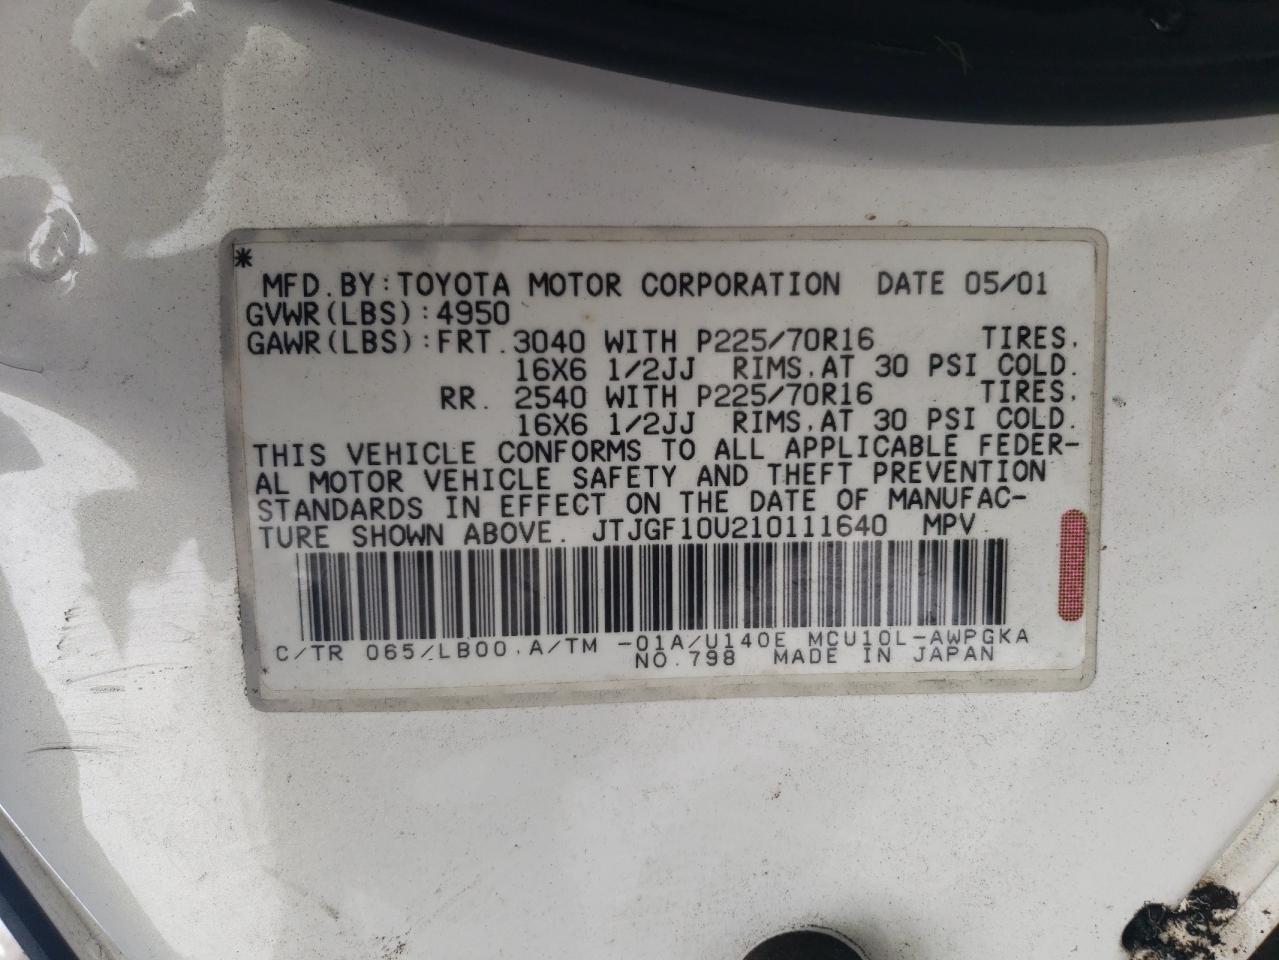 *
MFD. BY: TOYOTA MOTOR CORPORATION DATE 05/01
GVWR(LBS): 4950
GAWR(LBS): FRT. 3040 WITH P225/70R16 TIRES.
16X6 1/2JJ RIMS. AT 30 PSI COLD.
RR. 2540 WITH P225/70R16 TIRES.
16X6 1/2JJ RIMS. AT 30 PSI COLD.
THIS VEHICLE CONFORMS TO ALL APPLICABLE FEDER-
AL MOTOR VEHICLE SAFETY AND THEFT PREVENTION
STANDARDS IN EFFECT ON THE DATE OF MANUFAC-
TURE SHOWN ABOVE. JTJGF10U210111640 MPV
C/TR 065/LB00. A/TM -01A/U140E MCU10L-AWPGKA
* NO. 798 MADE IN JAPAN